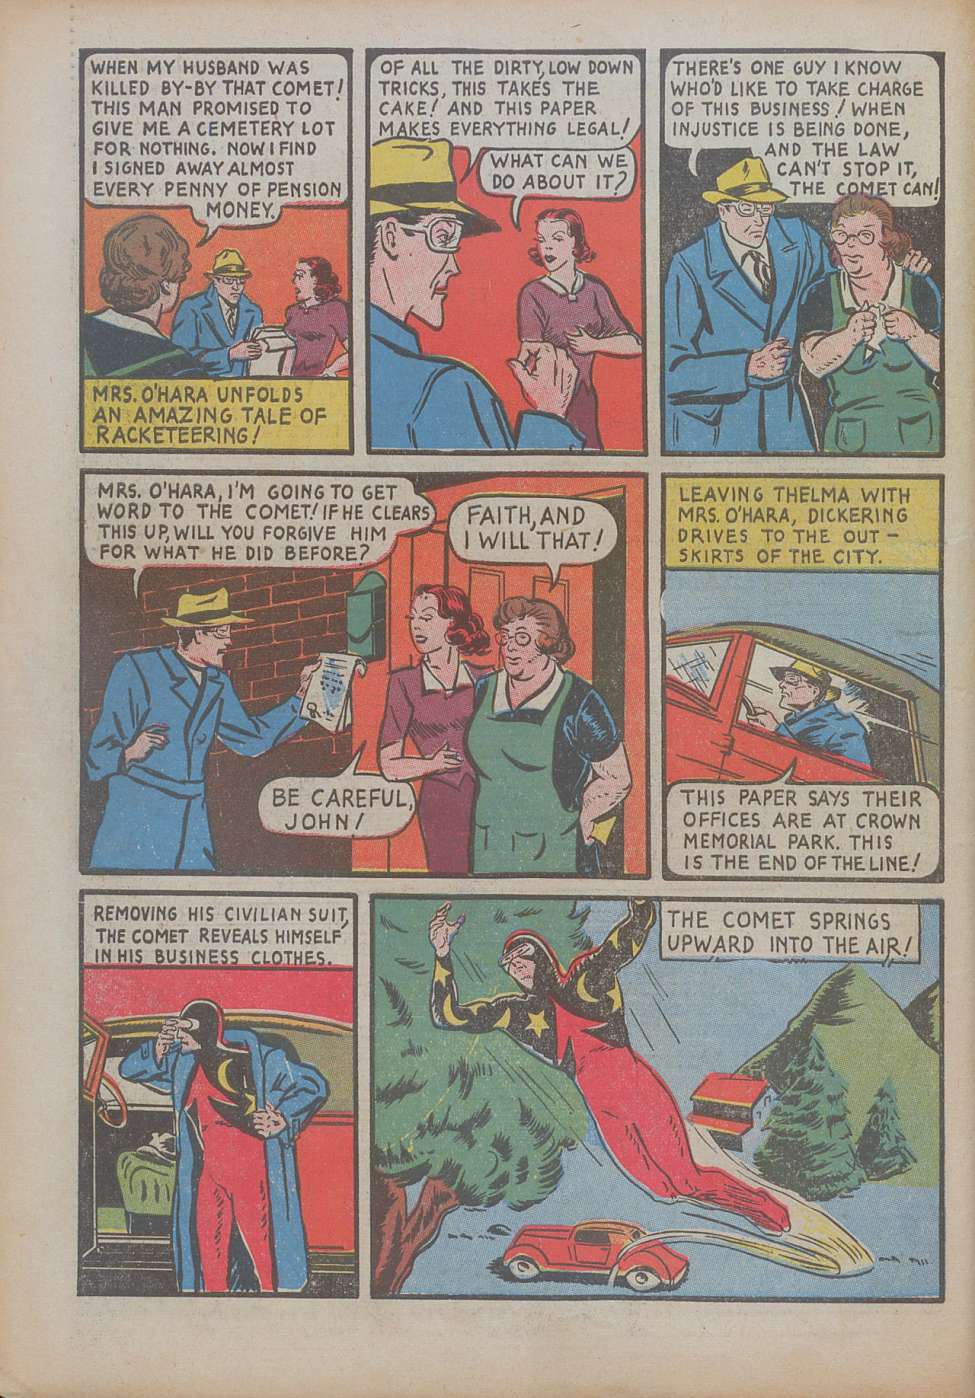 WHEN MY HUSBAND WAS
KILLED BY-BY THAT COMET!
THIS MAN PROMISED TO
GIVE ME A CEMETERY LOT
FOR NOTHING. NOW I FIND
I SIGNED AWAY ALMOST
EVERY PENNY OF PENSION
MONEY.
MRS. O'HARA UNFOLDS
AN AMAZING TALE OF
RACKETEERING!
OF ALL THE DIRTY, LOW DOWN
TRICKS, THIS TAKES THE
CAKE! AND THIS PAPER
MAKES EVERYTHING LEGAL!
WHAT CAN WE
DO ABOUT IT?
THERE'S ONE GUY I KNOW
WHO'D LIKE TO TAKE CHARGE
OF THIS BUSINESS! WHEN
INJUSTICE IS BEING DONE,
AND THE LAW
CAN'T STOP IT,
THE COMET CAN!
MRS. O'HARA, I'M GOING TO GET
WORD TO THE COMET! IF HE CLEARS
THIS UP, WILL YOU FORGIVE HIM
FOR WHAT HE DID BEFORE?
FAITH, AND
I WILL THAT!
BE CAREFUL,
JOHN!
LEAVING THELMA WITH
MRS. O'HARA, DICKERING
DRIVES TO THE OUT-
SKIRTS OF THE CITY.
THIS PAPER SAYS THEIR
OFFICES ARE AT CROWN
MEMORIAL PARK. THIS
IS THE END OF THE LINE!
REMOVING HIS CIVILIAN SUIT,
THE COMET REVEALS HIMSELF
IN HIS BUSINESS CLOTHES.
THE COMET SPRINGS
UPWARD INTO THE AIR!